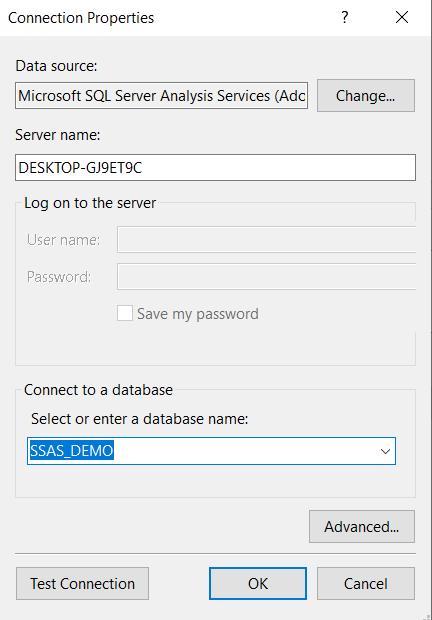 Connection Properties
?
Data source:
Microsoft SQL Server Analysis Services (Adc
Change...
Server name:
DESKTOP-GJ9ET9C
Log on to the server
User name:
Password:
Save my password
Connect to a database
Select or enter a database name:
SSAS_DEMO
Advanced...
Test Connection
OK
Cancel